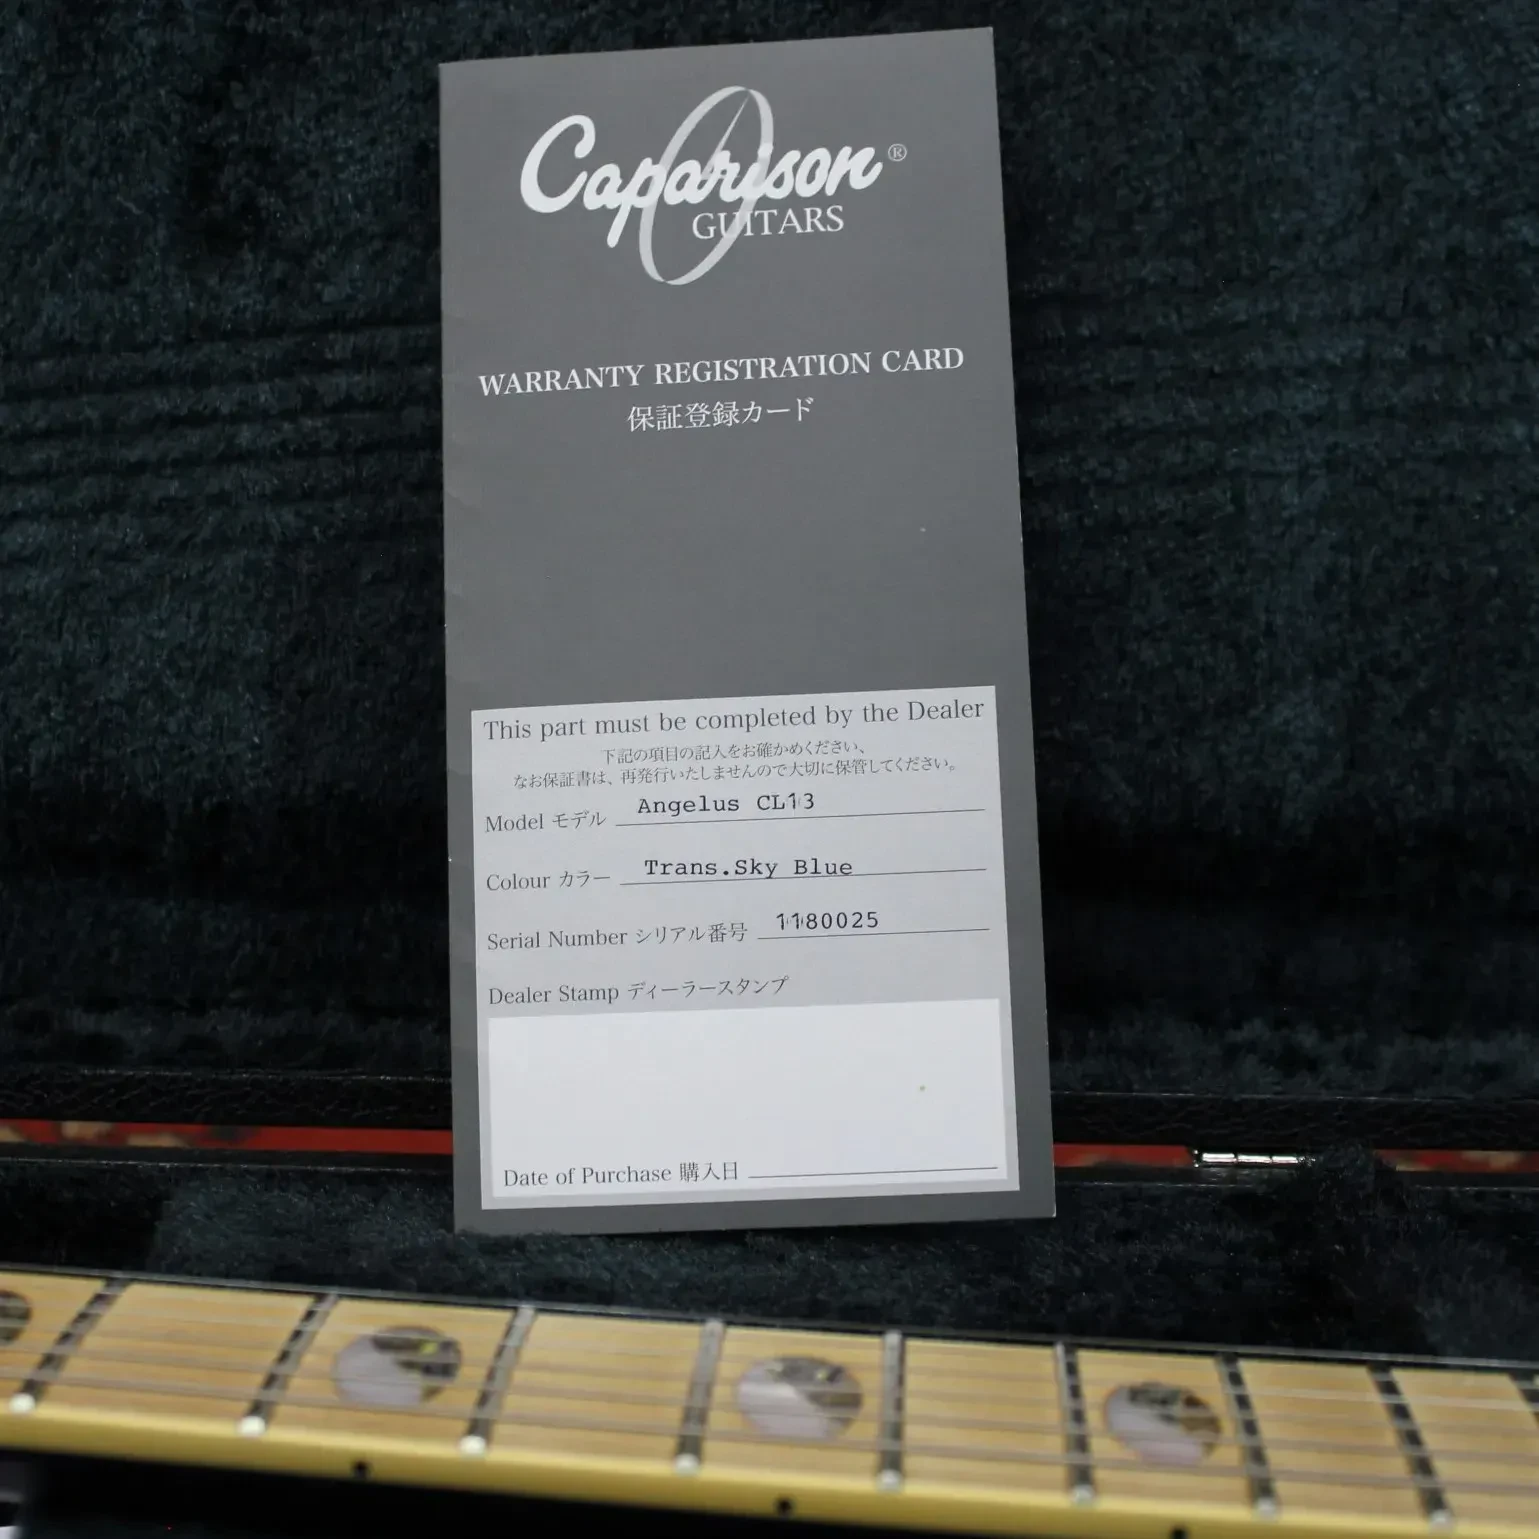 Caparison®
GUITARS
WARRANTY REGISTRATION CARD
保証登録カード
This part must be completed by the Dealer
下記の項目の記入をお確かめください、
なお保証書は、再発行いたしませんので大切に保管してください。
Model モデル Angelus CL13
Colour カラー Trans.Sky Blue
Serial Number シリアル番号 1180025
Dealer Stamp ディーラースタンプ
Date of Purchase 購入日